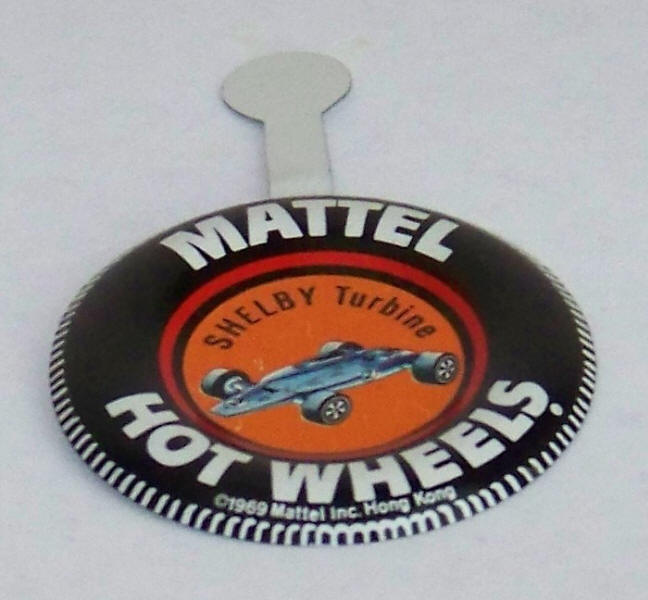 MATTEL
SHELBY Turbine
HOT WHEELS.
©1969 Mattel Inc. Hong Kong